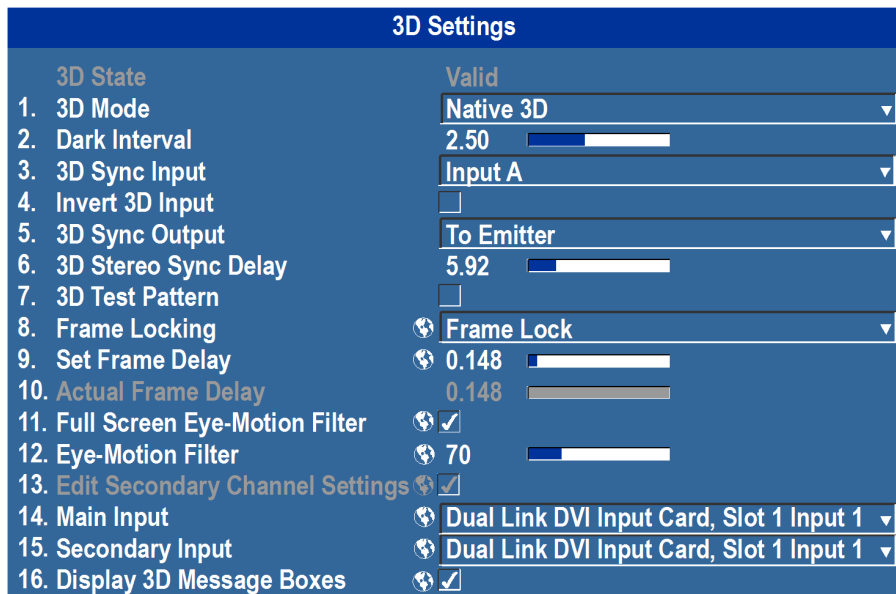 3D Settings
3D State Valid
1. 3D Mode Native 3D
2. Dark Interval 2.50
3. 3D Sync Input Input A
4. Invert 3D Input
5. 3D Sync Output To Emitter
6. 3D Stereo Sync Delay 5.92
7. 3D Test Pattern
8. Frame Locking Frame Lock
9. Set Frame Delay 0.148
10. Actual Frame Delay 0.148
11. Full Screen Eye-Motion Filter
12. Eye-Motion Filter 70
13. Edit Secondary Channel Settings
14. Main Input Dual Link DVI Input Card, Slot 1 Input 1
15. Secondary Input Dual Link DVI Input Card, Slot 1 Input 1
16. Display 3D Message Boxes